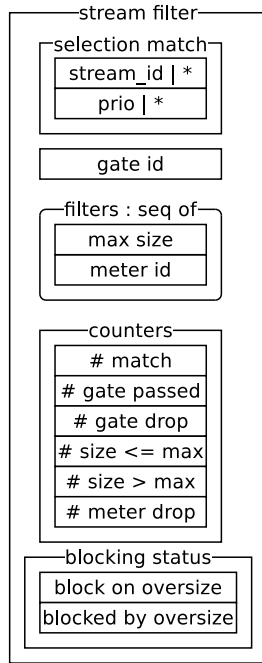 stream filter
selection match
stream_id | *
prio | *
gate id
filters : seq of
max size
meter id
counters
# match
# gate passed
# gate drop
# size <= max
# size > max
# meter drop
blocking status
block on oversize
blocked by oversize